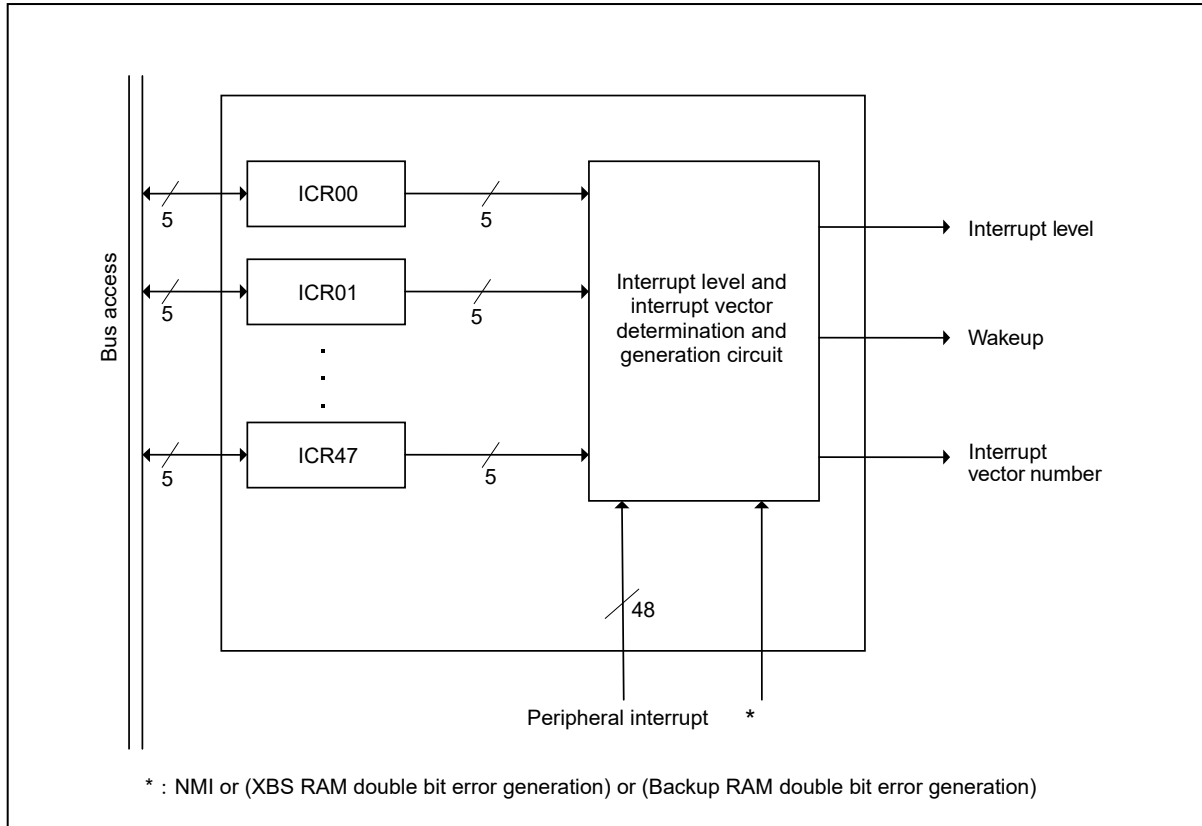 Bus access
ICR00
5
5
ICR01
5
5
.
.
.
ICR47
5
5
Interrupt level and
interrupt vector
determination and
generation circuit
Interrupt level
Wakeup
Interrupt
vector number
48
Peripheral interrupt *
* : NMI or (XBS RAM double bit error generation) or (Backup RAM double bit error generation)